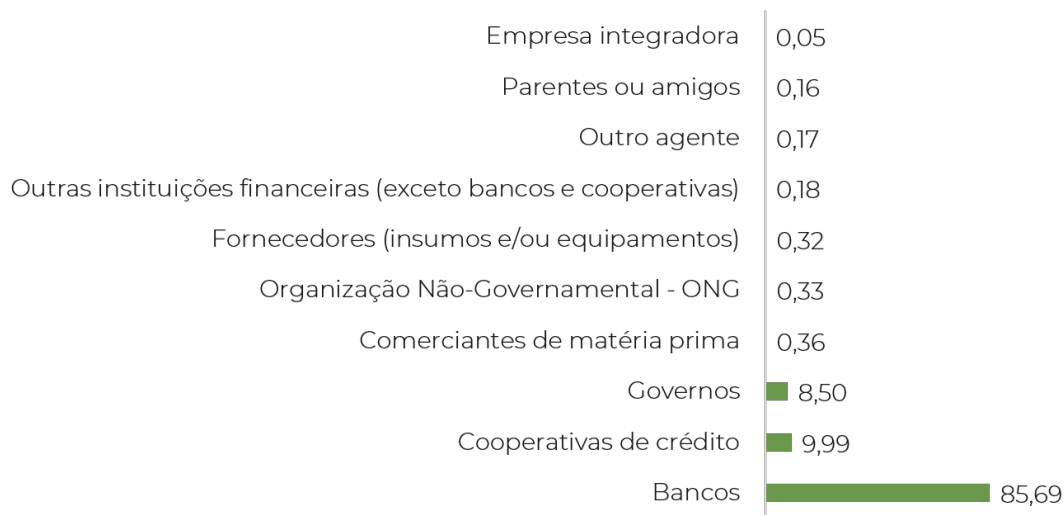 Empresa integradora 0,05
Parentes ou amigos 0,16
Outro agente 0,17
Outras instituições financeiras (exceto bancos e cooperativas) 0,18
Fornecedores (insumos e/ou equipamentos) 0,32
Organização Não-Governamental - ONG 0,33
Comerciantes de matéria prima 0,36
Governos 8,50
Cooperativas de crédito 9,99
Bancos 85,69